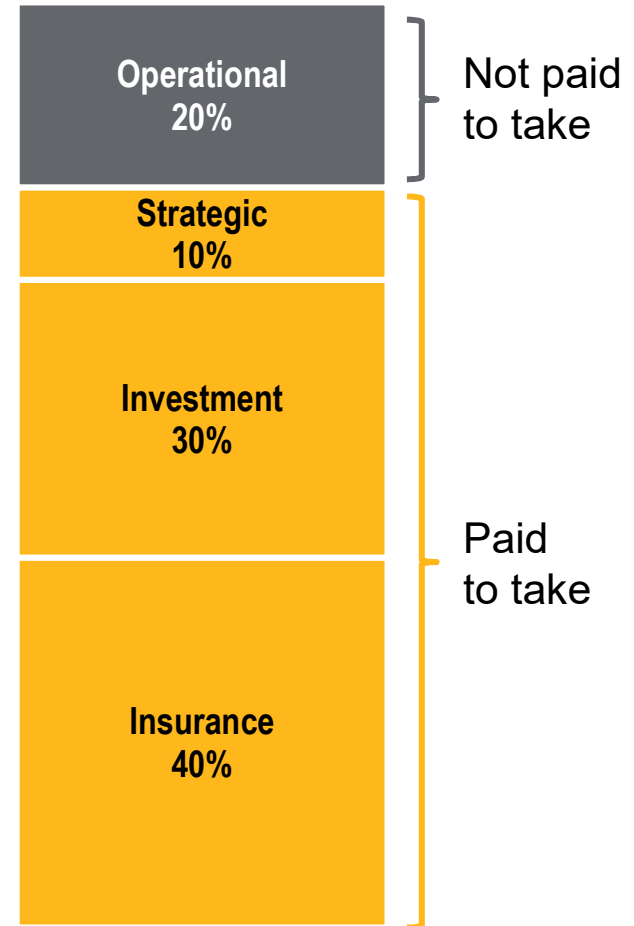 Operational
20%
Not paid
to take
Strategic
10%
Investment
30%
Paid
to take
Insurance
40%